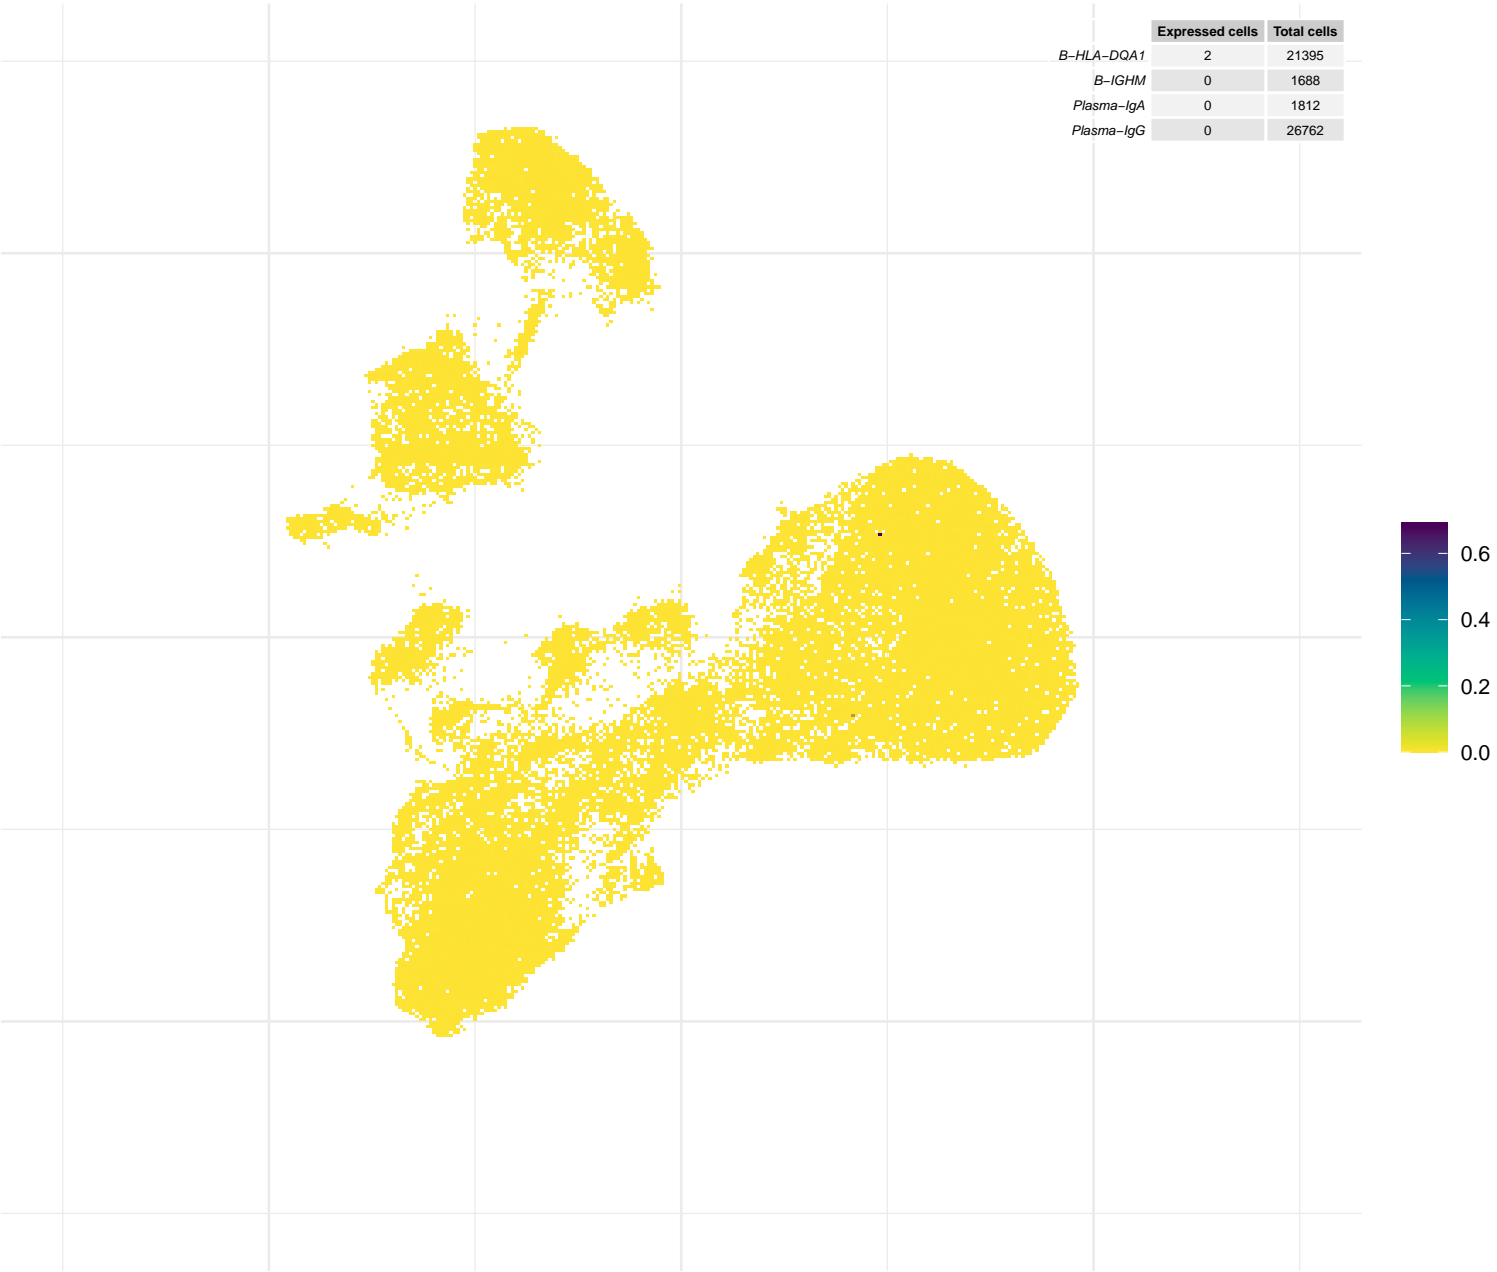 Expressed cells Total cells
B−HLA−DQA1 2 21395
B−IGHM 0 1688
Plasma−IgA 0 1812
Plasma−IgG 0 26762
0.6
0.4
0.2
0.0